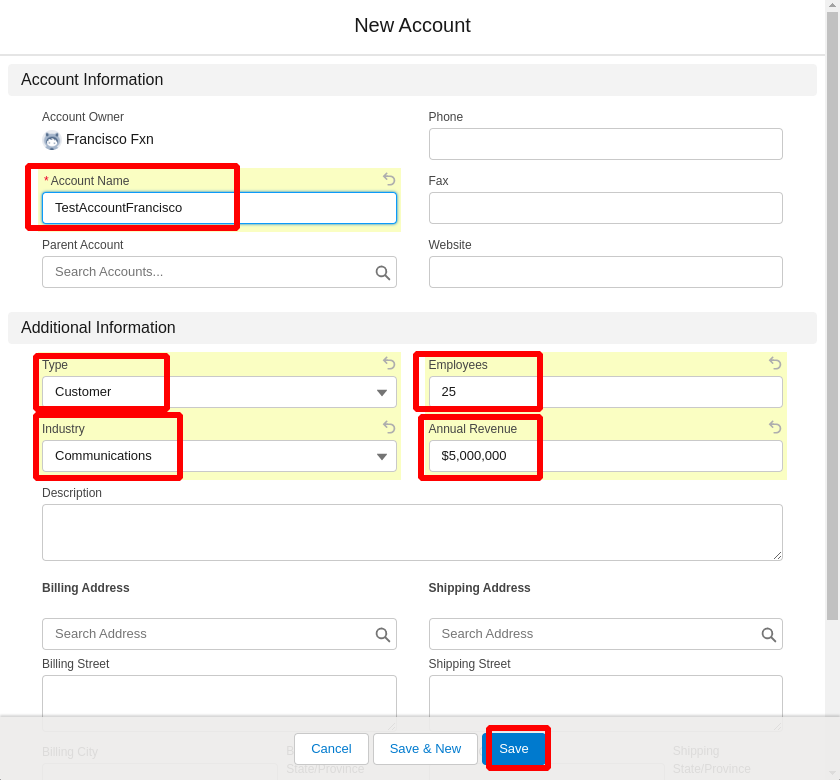 New Account
Account Information
Account Owner
Francisco Fxn
Phone
* Account Name
TestAccountFrancisco
Fax
Parent Account
Search Accounts...
Website
Additional Information
Type
Customer
Employees
25
Industry
Communications
Annual Revenue
$5,000,000
Description
Billing Address
Shipping Address
Search Address
Search Address
Billing Street
Shipping Street
Billing City
Shipping
State/Province
State/Province
Cancel
Save & New
Save